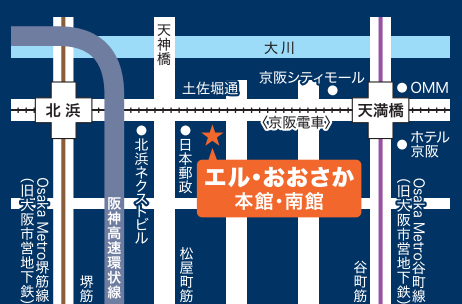 天神橋
大川
土佐堀通
京阪シティモール
OMM
北浜
天満橋
〈京阪電車〉
ホテル
京阪
北浜ネクストビル
日本郵政
エル・おおさか
本館・南館
Osaka Metro堺筋線
(旧大阪市営地下鉄)
堺筋
阪神高速環状線
松屋町筋
谷町筋
Osaka Metro谷町線
(旧大阪市営地下鉄)